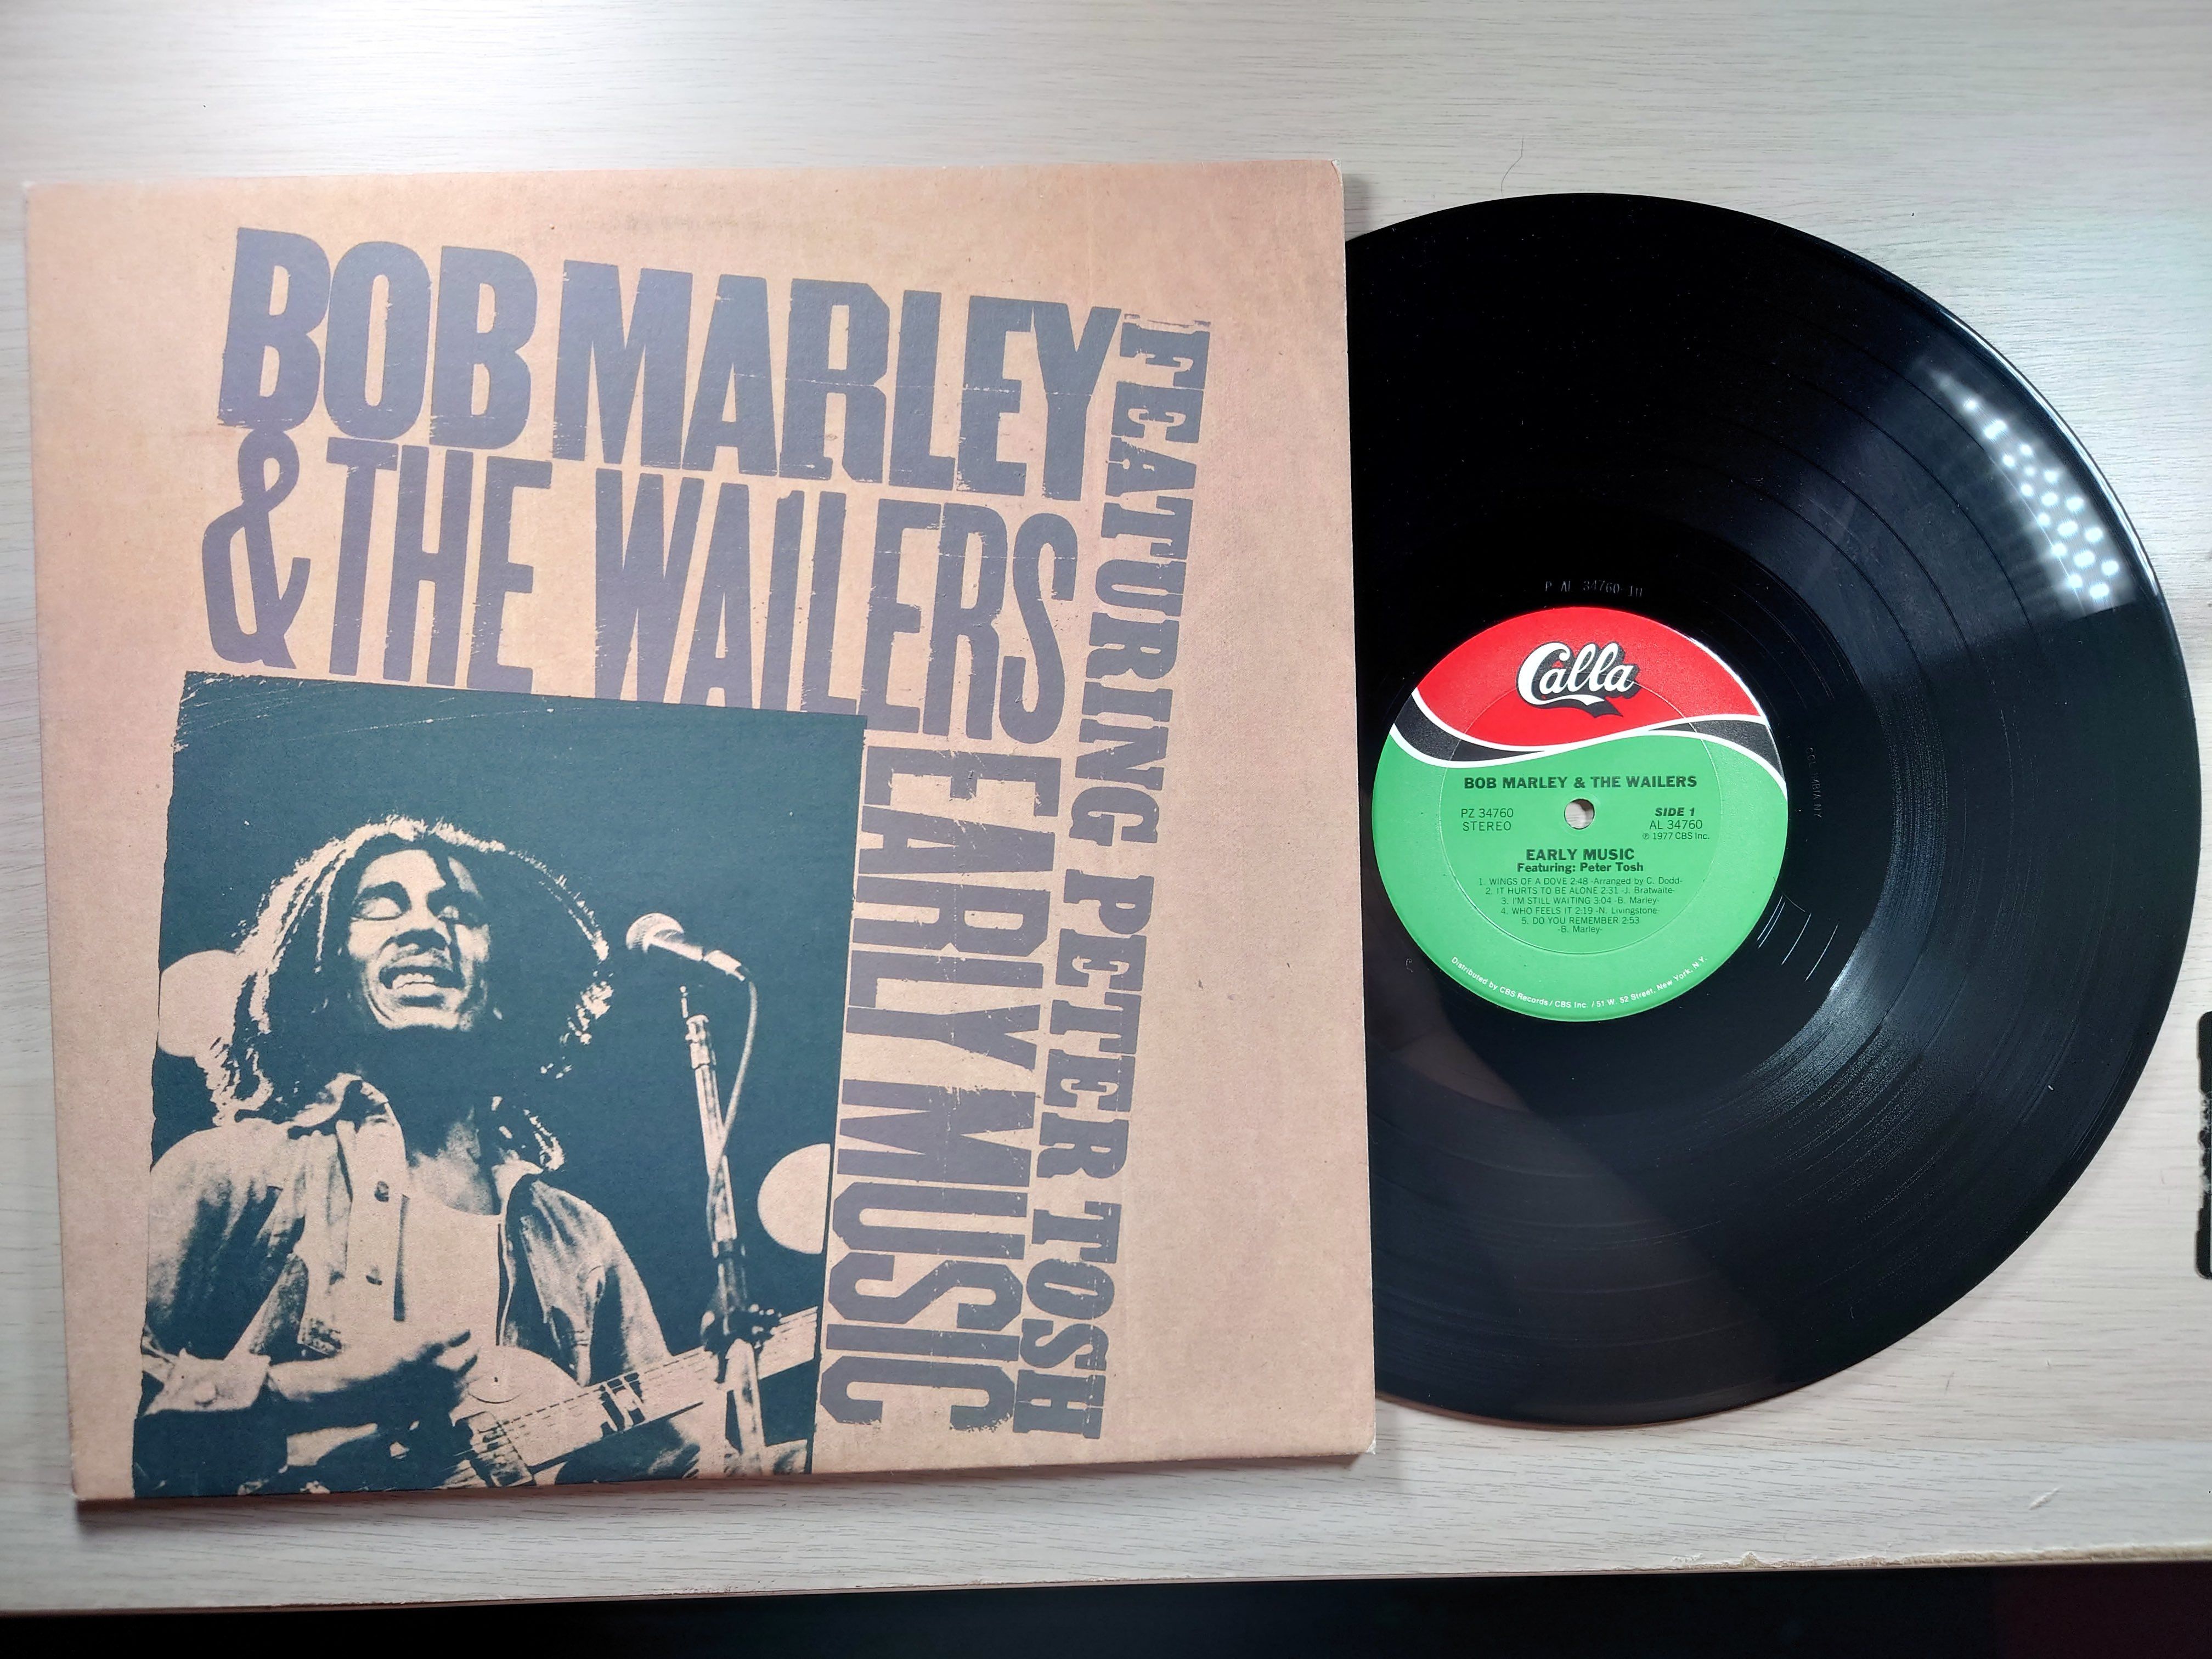 BOB MARLEY
& THE WAILERS
EARLY MUSIC
FEATURING PETER TOSH
P AL 34760
Calla
BOB MARLEY & THE WAILERS
PZ 34760
STEREO
SIDE 1
AL 34760
℗ 1977 CBS Inc.
EARLY MUSIC
Featuring: Peter Tosh
1. WINGS OF A DOVE 2:48 -Arranged by C. Dodd-
2. IT HURTS TO BE ALONE 2:31 -J. Bratwaite-
3. I'M STILL WAITING 3:04 -B. Marley-
4. WHO FEELS IT 2:19 -N. Livingstone-
5. DO YOU REMEMBER 2:53
-B. Marley-
Distributed by CBS Records / CBS Inc. / 51 W. 52 Street, New York, N.Y.